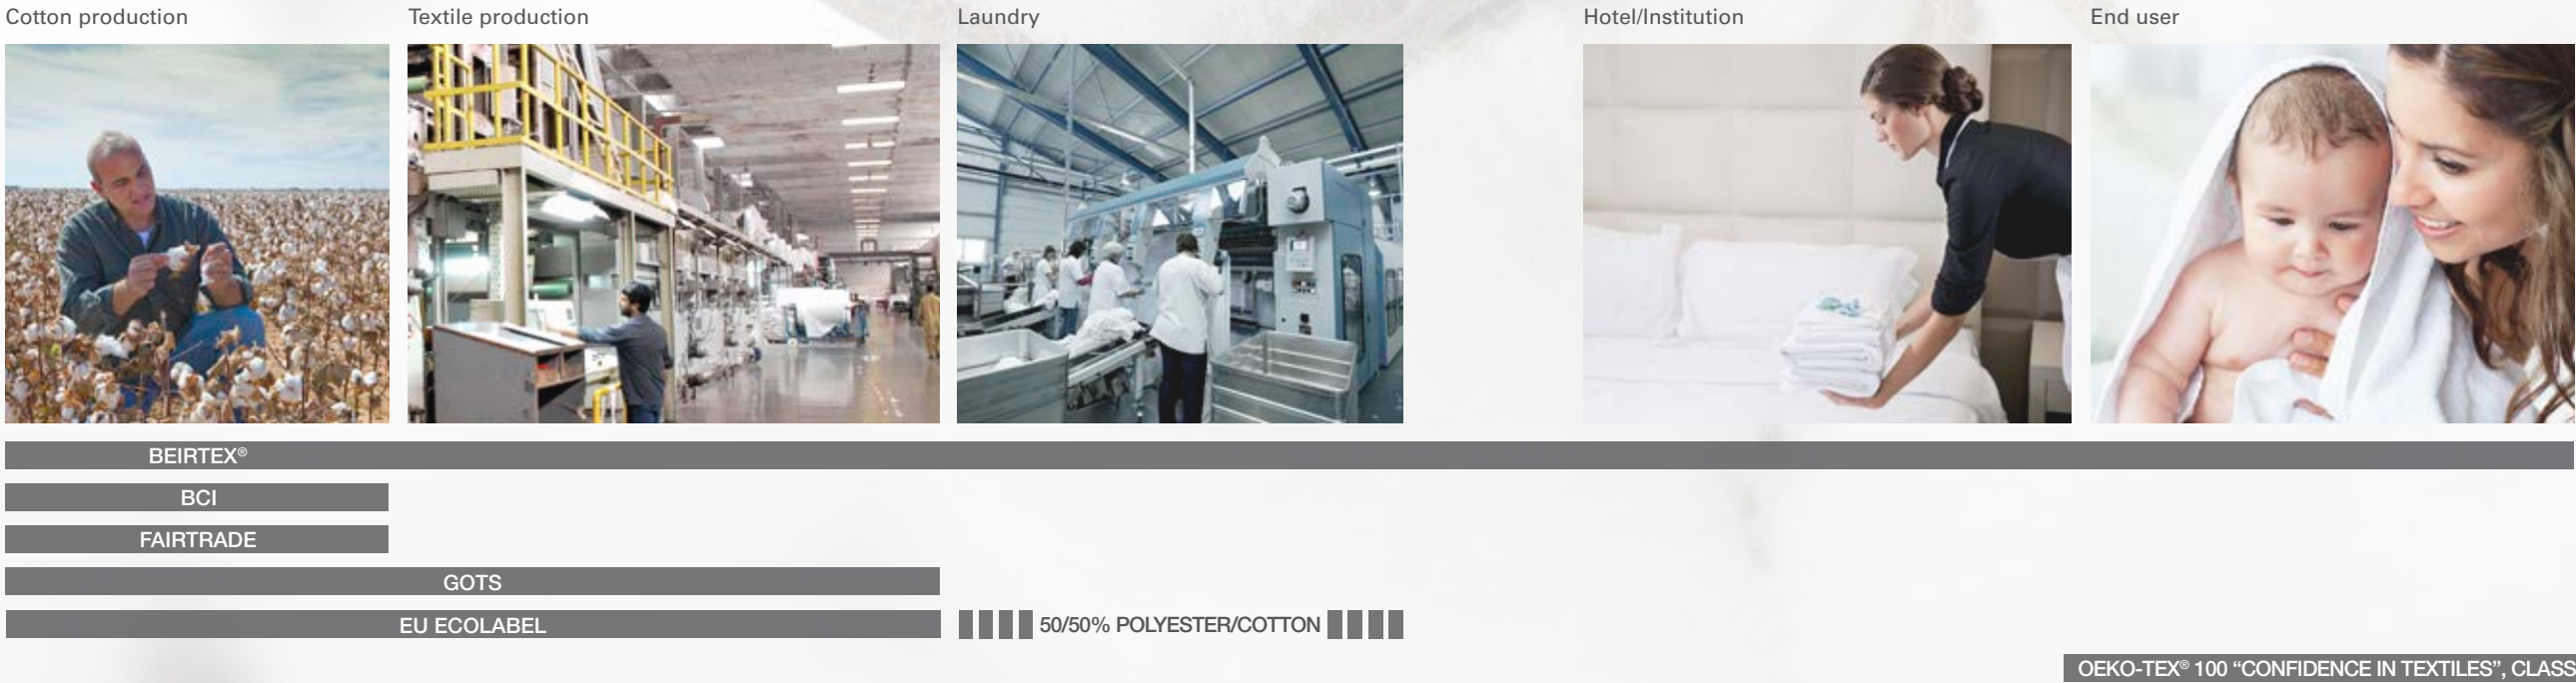 Cotton production
Textile production
Laundry
Hotel/Institution
End user
BEIRTEX®
BCI
FAIRTRADE
GOTS
EU ECOLABEL
50/50% POLYESTER/COTTON
OEKO-TEX® 100 “CONFIDENCE IN TEXTILES”, CLASS